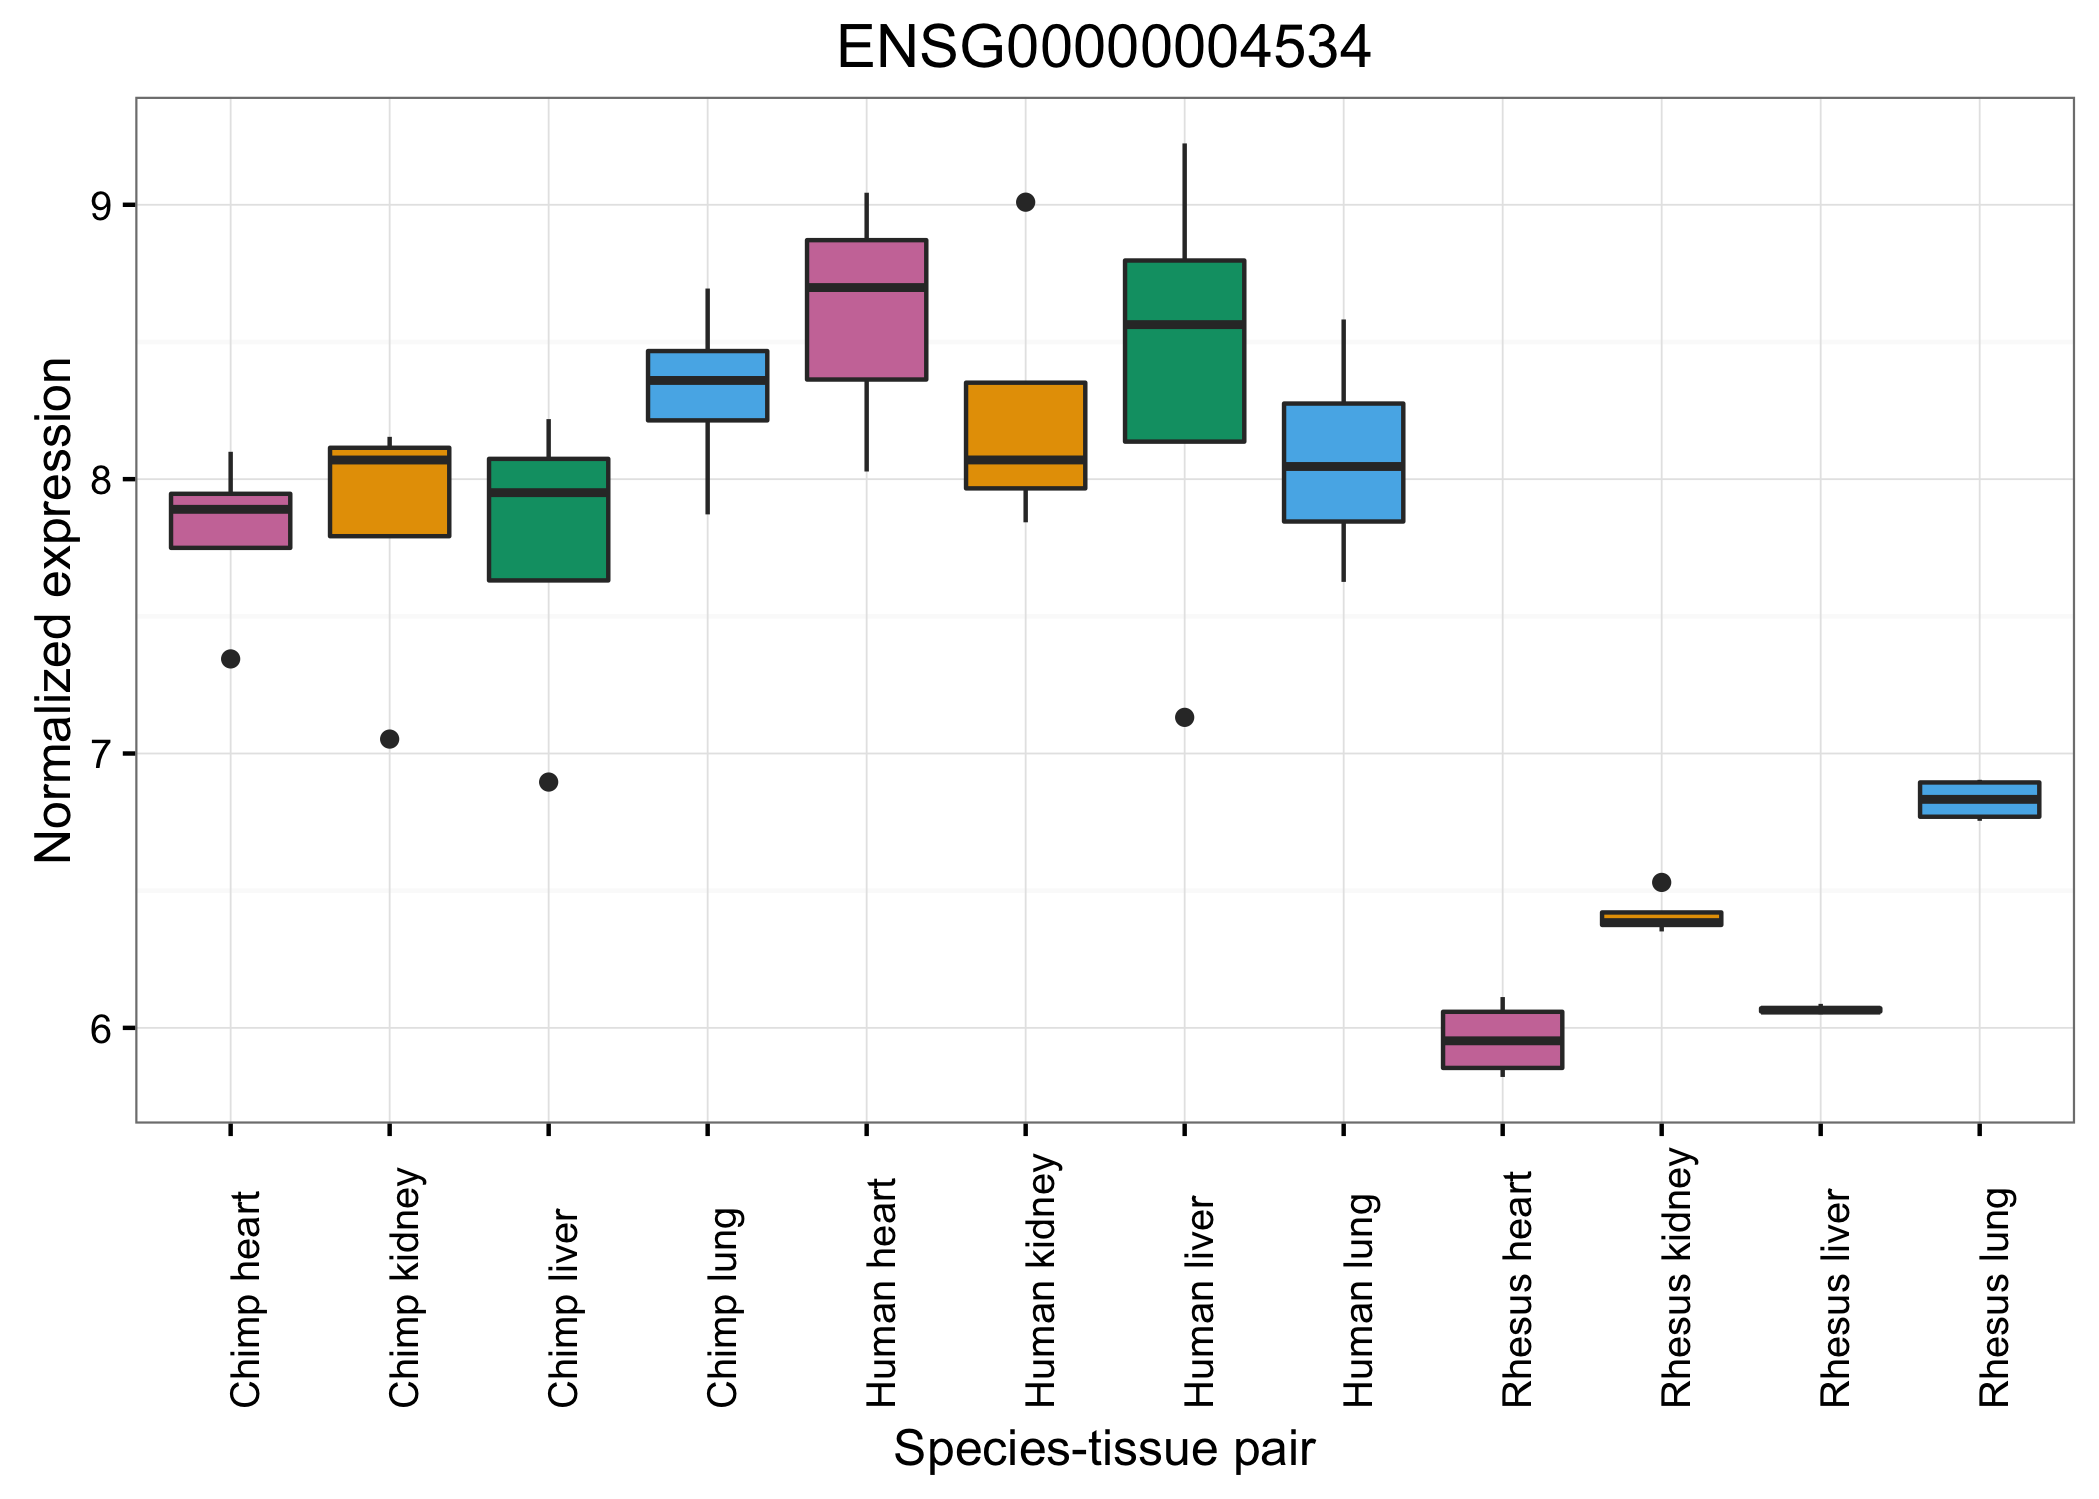 ENSG00000004534
Normalized expression
9
8
7
6
Chimp heart
Chimp kidney
Chimp liver
Chimp lung
Human heart
Human kidney
Human liver
Human lung
Rhesus heart
Rhesus kidney
Rhesus liver
Rhesus lung
Species-tissue pair